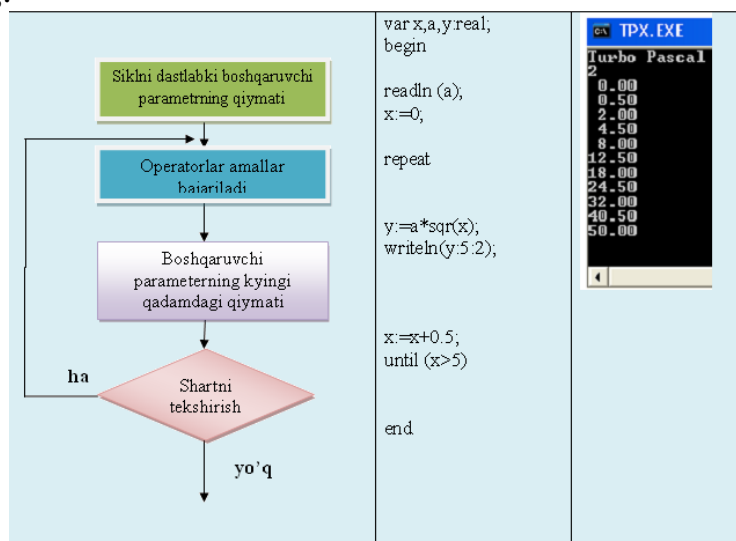 Siklni dastlabki boshqaruvchi
parametrning qiymati
Operatorlar amallar
bajariladi
Boshqaruvchi
parameterning kyingi
qadamdagi qiymati
ha
Shartni
tekshirish
yo’q
var x,a,y:real;
begin
readln (a);
x:=0;
repeat
y:=a*sqr(x);
writeln(y:5:2);
x:=x+0.5;
until (x>5)
end
TPX.EXE
Turbo Pascal
2
0.00
0.50
2.00
4.50
8.00
12.50
18.00
24.50
32.00
40.50
50.00